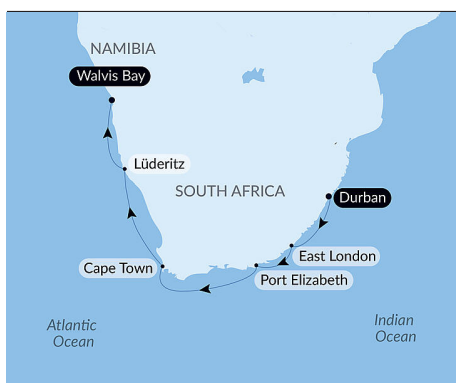 NAMIBIA
Walvis Bay
Lüderitz
SOUTH AFRICA
Durban
East London
Cape Town
Port Elizabeth
Atlantic
Ocean
Indian
Ocean